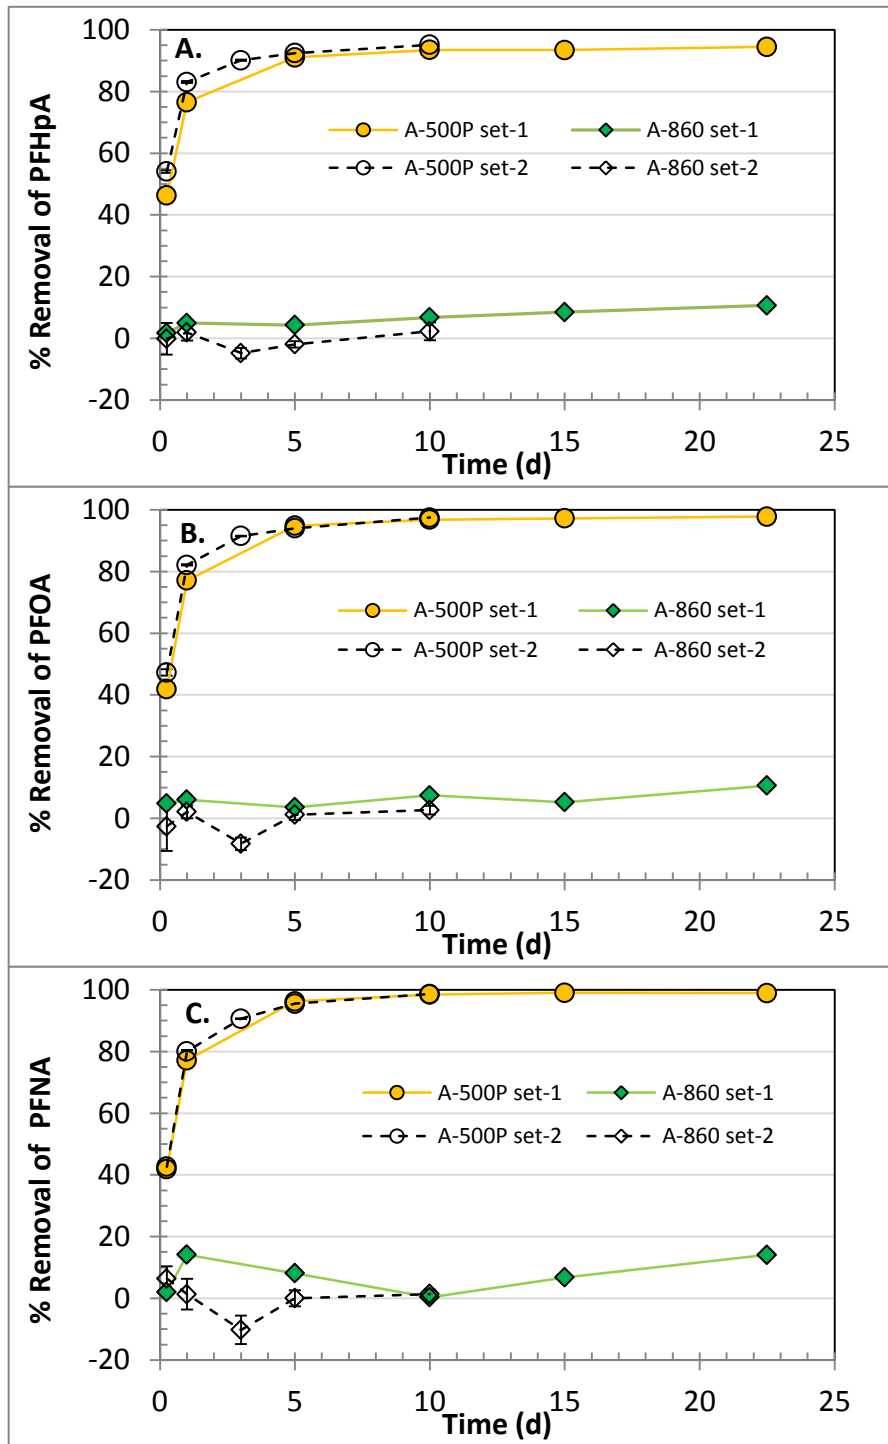 A.
% Removal of PFHpA
100
80
60
40
20
0
-20
A-500P set-1
A-860 set-1
A-500P set-2
A-860 set-2
0 5 10 15 20 25
Time (d)
B.
% Removal of PFOA
100
80
60
40
20
0
-20
A-500P set-1
A-860 set-1
A-500P set-2
A-860 set-2
0 5 10 15 20 25
Time (d)
C.
% Removal of PFNA
100
80
60
40
20
0
-20
A-500P set-1
A-860 set-1
A-500P set-2
A-860 set-2
0 5 10 15 20 25
Time (d)